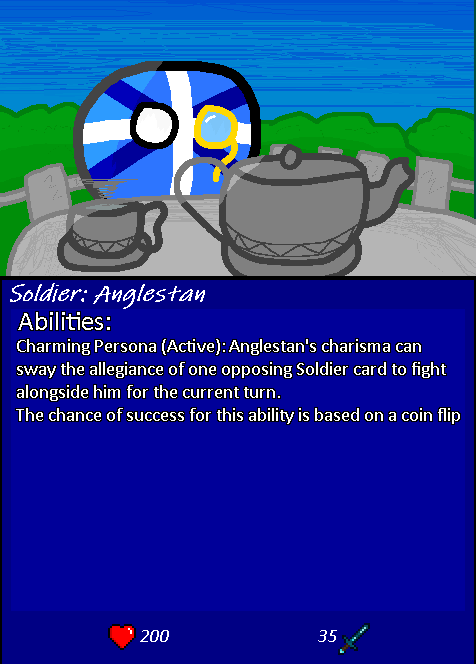 Soldier: Anglestan
Abilities:
Charming Persona (Active): Anglestan's charisma can
sway the allegiance of one opposing Soldier card to fight
alongside him for the current turn.
The chance of success for this ability is based on a coin flip
200
35